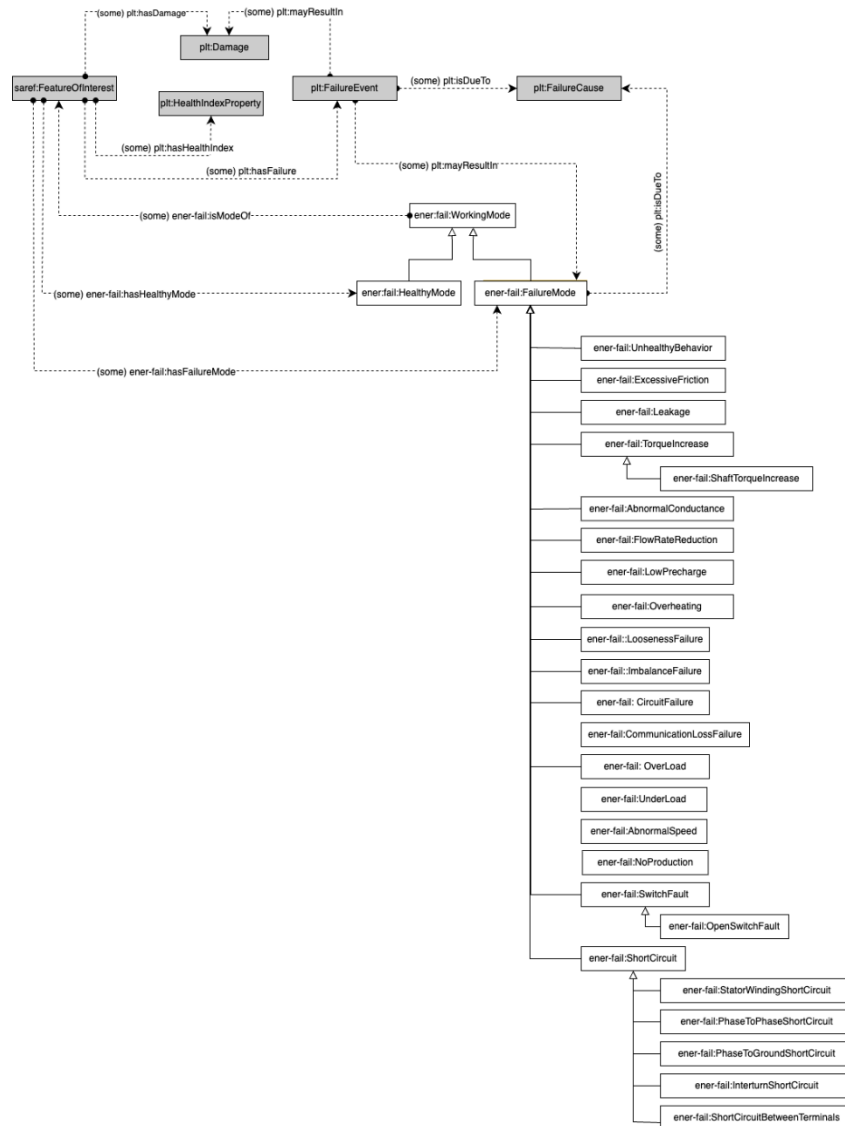 (some) plt:hasDamage
(some) plt:mayResultIn
plt:Damage
saref:FeatureOfInterest
plt:HealthIndexProperty
plt:FailureEvent
(some) plt:isDueTo
plt:FailureCause
(some) plt:hasHealthIndex
(some) plt:hasFailure
(some) plt:mayResultIn
(some) plt:isDueTo
(some) ener-fail:isModeOf
ener:fail:WorkingMode
(some) ener-fail:hasHealthyMode
ener:fail:HealthyMode
ener-fail:FailureMode
(some) ener-fail:hasFailureMode
ener-fail:UnhealthyBehavior
ener-fail:ExcessiveFriction
ener-fail:Leakage
ener-fail:TorqueIncrease
ener-fail:ShaftTorqueIncrease
ener-fail:AbnormalConductance
ener-fail:FlowRateReduction
ener-fail:LowPrecharge
ener-fail:Overheating
ener-fail::LoosenessFailure
ener-fail::ImbalanceFailure
ener-fail: CircuitFailure
ener-fail:CommunicationLossFailure
ener-fail: OverLoad
ener-fail:UnderLoad
ener-fail:AbnormalSpeed
ener-fail:NoProduction
ener-fail:SwitchFault
ener-fail:OpenSwitchFault
ener-fail:ShortCircuit
ener-fail:StatorWindingShortCircuit
ener-fail:PhaseToPhaseShortCircuit
ener-fail:PhaseToGroundShortCircuit
ener-fail:InterturnShortCircuit
ener-fail:ShortCircuitBetweenTerminals